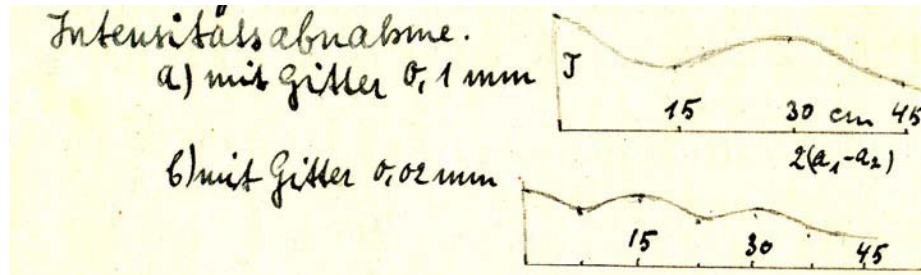 Intensitätsabnahme.
a) mit Gitter 0,1 mm
J
15 30 cm 45
2(a₁-a₂)
b) mit Gitter 0,02 mm
15 30 45